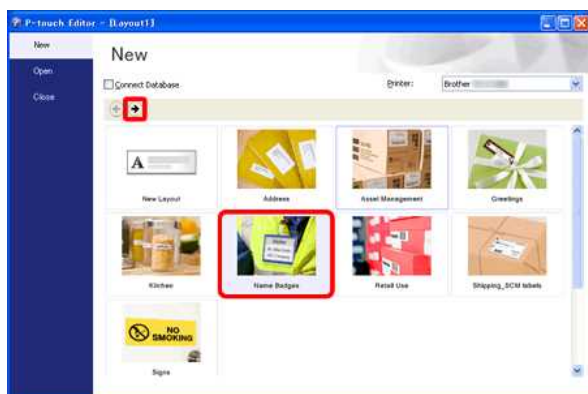 P-touch Editor - [Layout1]
New
Open
Close
New
Connect Database
Printer:
Brother
A
New Layout
Address
Asset Management
Greetings
Kitchen
Name Badges
Retail Use
Shipping_SCM labels
NO
SMOKING
Signs